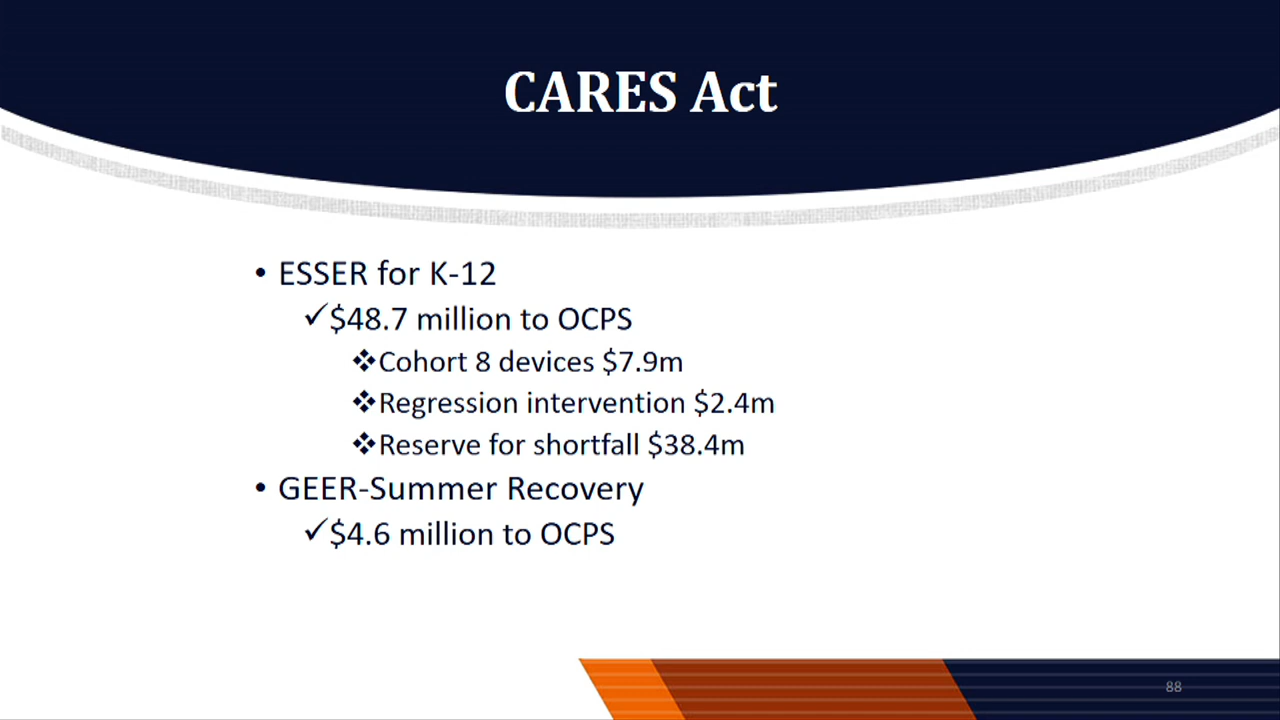 CARES Act
• ESSER for K-12
✓$48.7 million to OCPS
❖Cohort 8 devices $7.9m
❖Regression intervention $2.4m
❖Reserve for shortfall $38.4m
• GEER-Summer Recovery
✓$4.6 million to OCPS
88